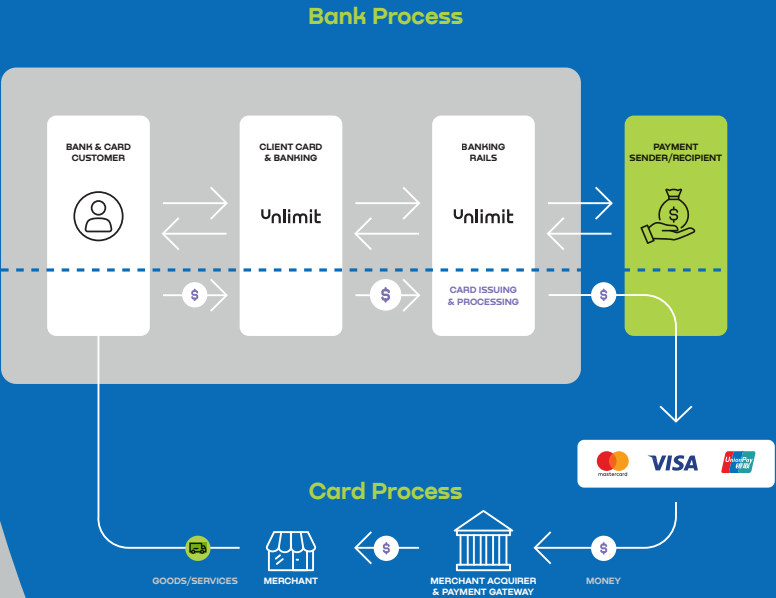 Bank Process
BANK & CARD
CUSTOMER
CLIENT CARD
& BANKING
BANKING
RAILS
PAYMENT
SENDER/RECIPIENT
unlimit
unlimit
$
$
$
$
CARD ISSUING
& PROCESSING
mastercard
VISA
UnionPay
银联
Card Process
$
$
GOODS/SERVICES
MERCHANT
MERCHANT ACQUIRER
& PAYMENT GATEWAY
MONEY